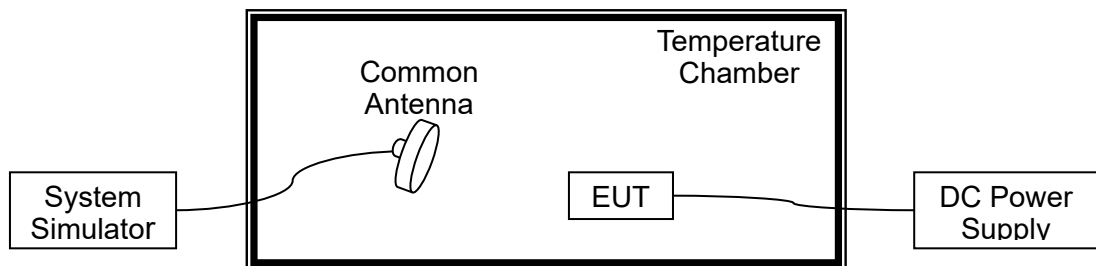 Temperature
Chamber
Common
Antenna
System
Simulator
EUT
DC Power
Supply